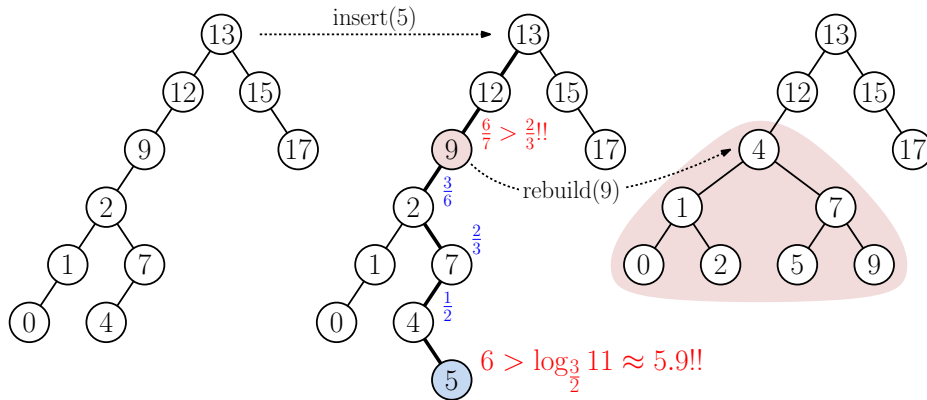 insert(5)
13 13 13
12 15 12 15 12 15
9 17 9 6/7 > 2/3!! 17 4 17
rebuild(9)
2 2 3/6 1 7
1 7 1 7 2/3 0 2 5 9
0 4 0 4 1/2
5 6 > log_{3/2} 11 ≈ 5.9!!